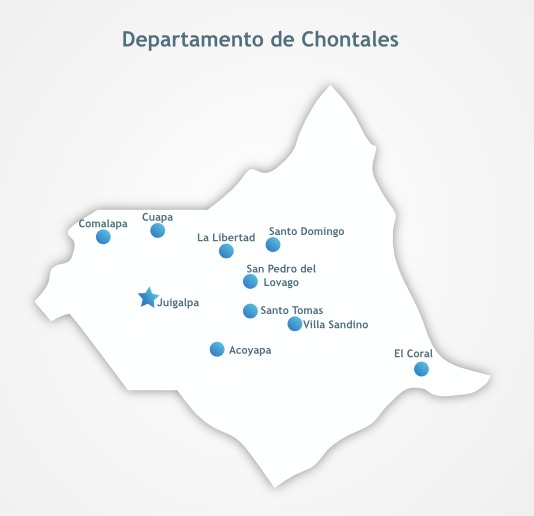 Departamento de Chontales
Cuapa
Comalapa
Santo Domingo
La Libertad
San Pedro del
Lovago
Juigalpa
Santo Tomas
Villa Sandino
Acoyapa
El Coral